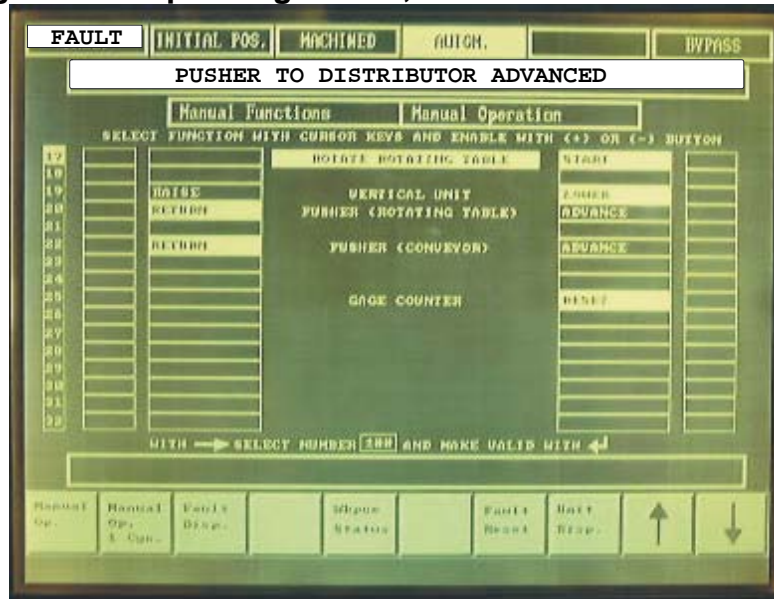 FAULT INITIAL POS. MACHINED AUTOM. BYPASS
PUSHER TO DISTRIBUTOR ADVANCED
Manual Functions Manual Operation
SELECT FUNCTION WITH CURSOR KEYS AND ENABLE WITH (+) OR (-) BUTTON
17 ROTATE ROTATING TABLE START
18
19 RAISE VERTICAL UNIT LOWER
20 RETURN PUSHER (ROTATING TABLE) ADVANCE
21
22 RETURN PUSHER (CONVEYOR) ADVANCE
23
24
25 GAGE COUNTER RESET
26
27
28
29
30
31
32
WITH → SELECT NUMBER AND MAKE VALID WITH ↵
Manual Op. Manual Op. Fault Disp. Status Fault Reset Disp. ↑ ↓